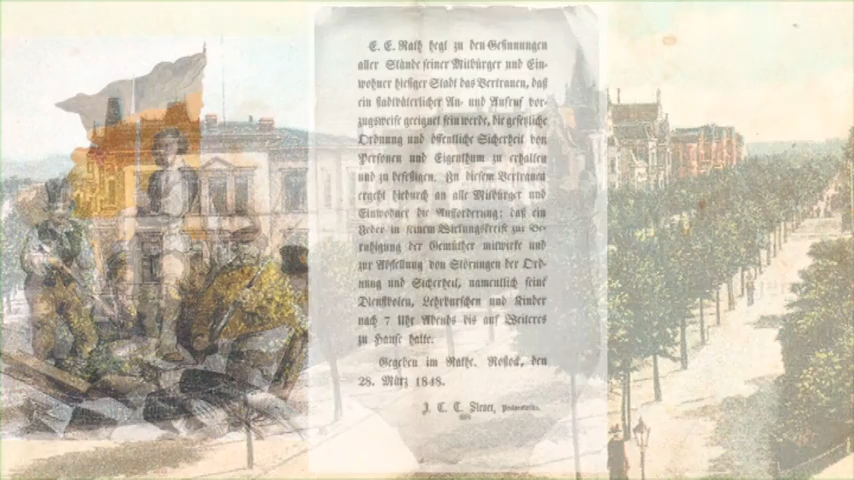 E. E. Rath hegt zu den Gesinnungen
aller Stände seiner Mitbürger und Ein-
wohner hiesiger Stadt das Vertrauen, daß
ein stadtväterlicher An- und Aufruf vor-
zugsweise geeignet sein werde, die gesetzliche
Ordnung und öffentliche Sicherheit von
Personen und Eigenthum zu erhalten
und zu befestigen. In diesem Vertrauen
ergeht hiedurch an alle Mitbürger und
Einwohner die Aufforderung: daß ein
Jeder in seinem Wirkungskreise zur Be-
ruhigung der Gemüther mitwerke und
zur Abstellung von Störungen der Ord-
nung und Sicherheit, namentlich seine
Dienstboten, Lehrburschen und Kinder
nach 7 Uhr Abends bis auf Weiteres
zu Hause halte.
Gegeben im Rathe. Rostock, den
28. März 1848.
J. C. T.